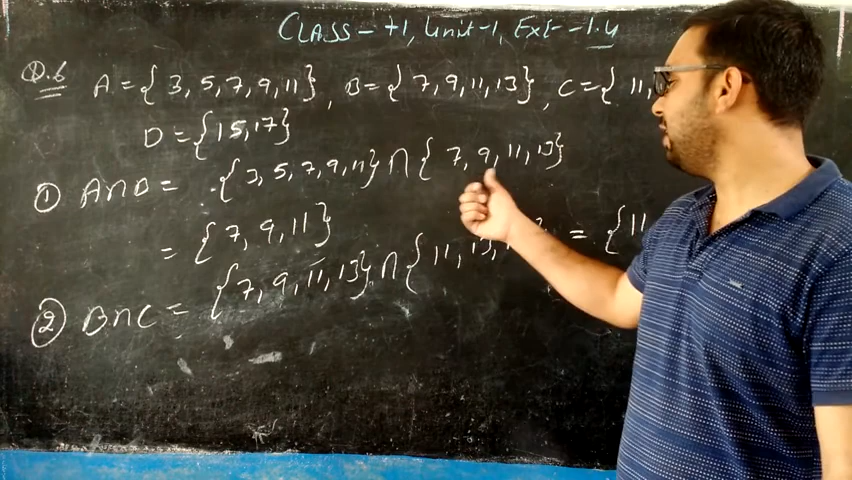 CLASS - +1, Unit-1, Exe -1.4
Q.6 A = { 3, 5, 7, 9, 11 } , B = { 7, 9, 11, 13 } , C = { 11,
D = { 15, 17 }
① A∩B = { 3, 5, 7, 9, 11 } ∩ { 7, 9, 11, 13 }
= { 7, 9, 11 }
② B∩C = { 7, 9, 11, 13 } ∩ { 11, 13, } = { 11